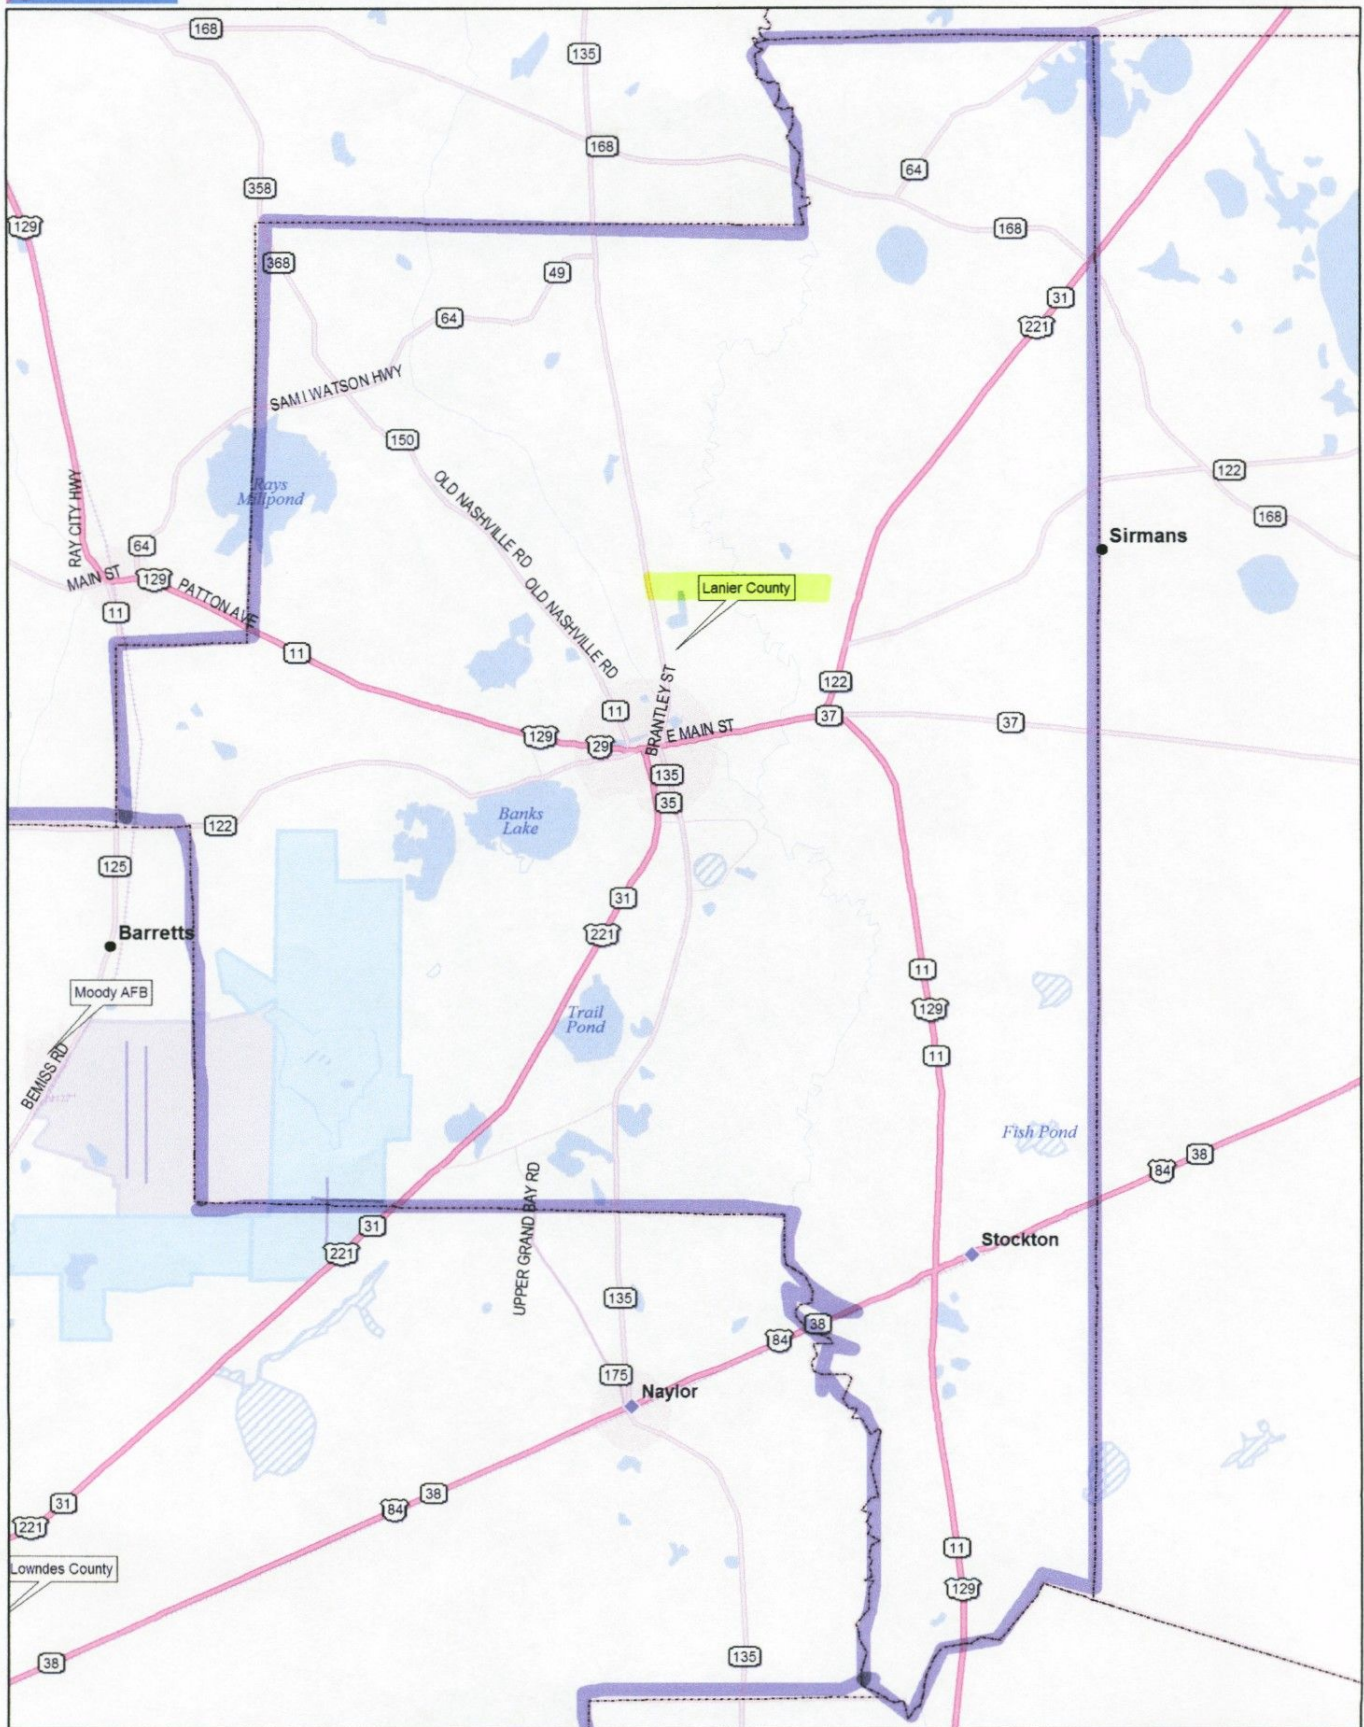 168
135
168
64
358
129
168
368
49
31
64
221
SAM I WATSON HWY
150
122
Rays
Millpond
RAY CITY HWY
OLD NASHVILLE RD
168
Sirmans
64
MAIN ST
129
PATTON AVE
OLD NASHVILLE RD
Lanier County
11
11
122
11
BRANTLEY ST
37
37
E MAIN ST
129
29
135
35
Banks
Lake
122
125
31
Barretts
221
11
Moody AFB
129
Trail
Pond
11
BEMISS RD
Fish Pond
38
84
UPPER GRAND BAY RD
31
221
Stockton
135
38
84
175
Naylor
38
84
31
221
11
Lowndes County
129
135
38